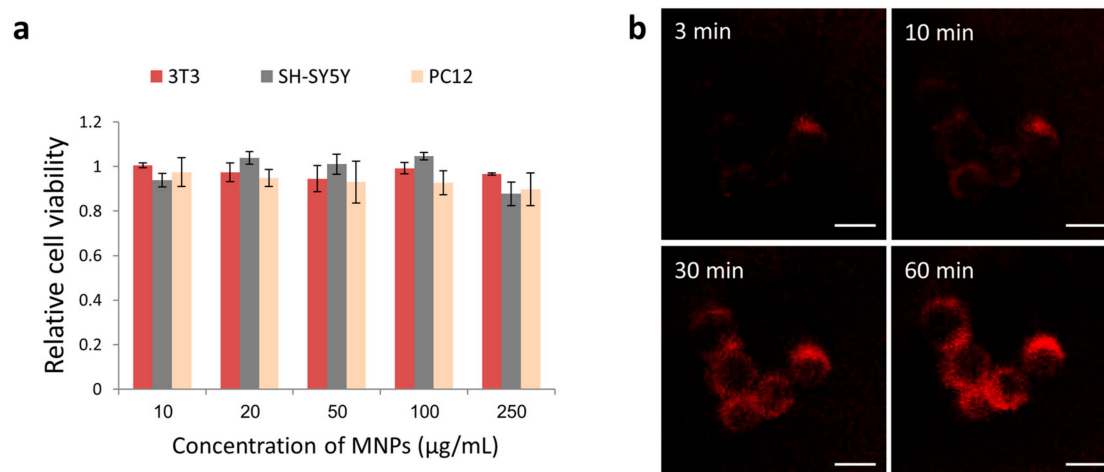 a
3T3 SH-SY5Y PC12
Relative cell viability
1.2
1
0.8
0.6
0.4
0.2
0
10 20 50 100 250
Concentration of MNPs (µg/mL)
b
3 min
10 min
30 min
60 min